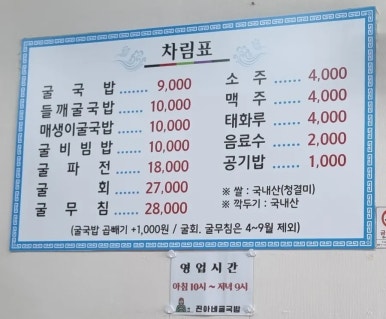 차림표
굴국밥 ...... 9,000
들깨굴국밥 ...... 10,000
매생이굴국밥 ...... 10,000
굴비빔밥 ...... 10,000
굴파전 ...... 18,000
굴회 ...... 27,000
굴무침 ...... 28,000
소주 ...... 4,000
맥주 ...... 4,000
태화루 ...... 4,000
음료수 ...... 2,000
공기밥 ...... 1,000
※ 쌀 : 국내산(청결미)
※ 깍두기 : 국내산
(굴국밥 곱빼기 +1,000원 / 굴회, 굴무침은 4~9월 제외)
영업시간
아침 10시 ~ 저녁 9시
진하네굴국밥